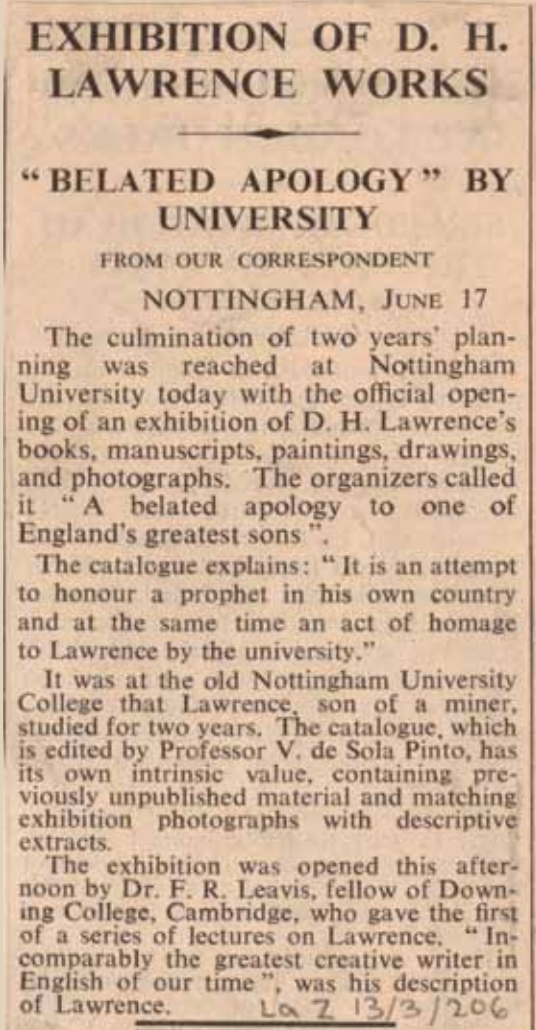 EXHIBITION OF D. H.
LAWRENCE WORKS
"BELATED APOLOGY" BY
UNIVERSITY
FROM OUR CORRESPONDENT
NOTTINGHAM, JUNE 17
The culmination of two years' plan-
ning was reached at Nottingham
University today with the official open-
ing of an exhibition of D. H. Lawrence's
books, manuscripts, paintings, drawings,
and photographs. The organizers called
it "A belated apology to one of
England's greatest sons".
The catalogue explains: "It is an attempt
to honour a prophet in his own country
and at the same time an act of homage
to Lawrence by the university."
It was at the old Nottingham University
College that Lawrence, son of a miner,
studied for two years. The catalogue, which
is edited by Professor V. de Sola Pinto, has
its own intrinsic value, containing pre-
viously unpublished material and matching
exhibition photographs with descriptive
extracts.
The exhibition was opened this after-
noon by Dr. F. R. Leavis, fellow of Down-
ing College, Cambridge, who gave the first
of a series of lectures on Lawrence. "In-
comparably the greatest creative writer in
English of our time", was his description
of Lawrence.
La Z 13/3/206